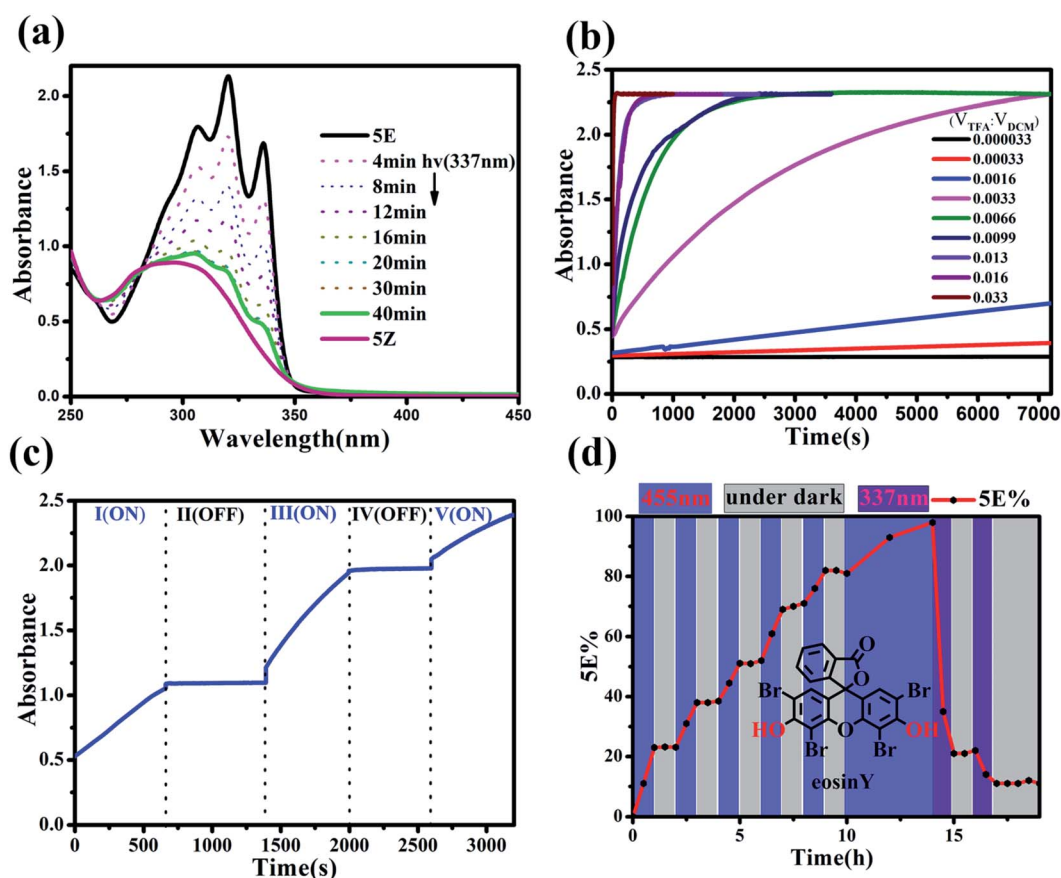 (a)
2.0
1.5
1.0
0.5
0.0
Absorbance
250 300 350 400 450
Wavelength(nm)
5E
4min hv(337nm)
8min
12min
16min
20min
30min
40min
5Z
(b)
2.5
2.0
1.5
1.0
0.5
0.0
Absorbance
0 1000 2000 3000 4000 5000 6000 7000
Time(s)
(V_TFA:V_DCM)
0.000033
0.00033
0.0016
0.0033
0.0066
0.0099
0.013
0.016
0.033
(c)
2.5
2.0
1.5
1.0
0.5
0.0
Absorbance
I(ON) II(OFF) III(ON) IV(OFF) V(ON)
0 500 1000 1500 2000 2500 3000
Time(s)
(d)
455nm under dark 337nm 5E%
100
80
60
40
20
0
5E%
O
O
Br Br
HO O OH
Br Br
eosinY
0 5 10 15
Time(h)